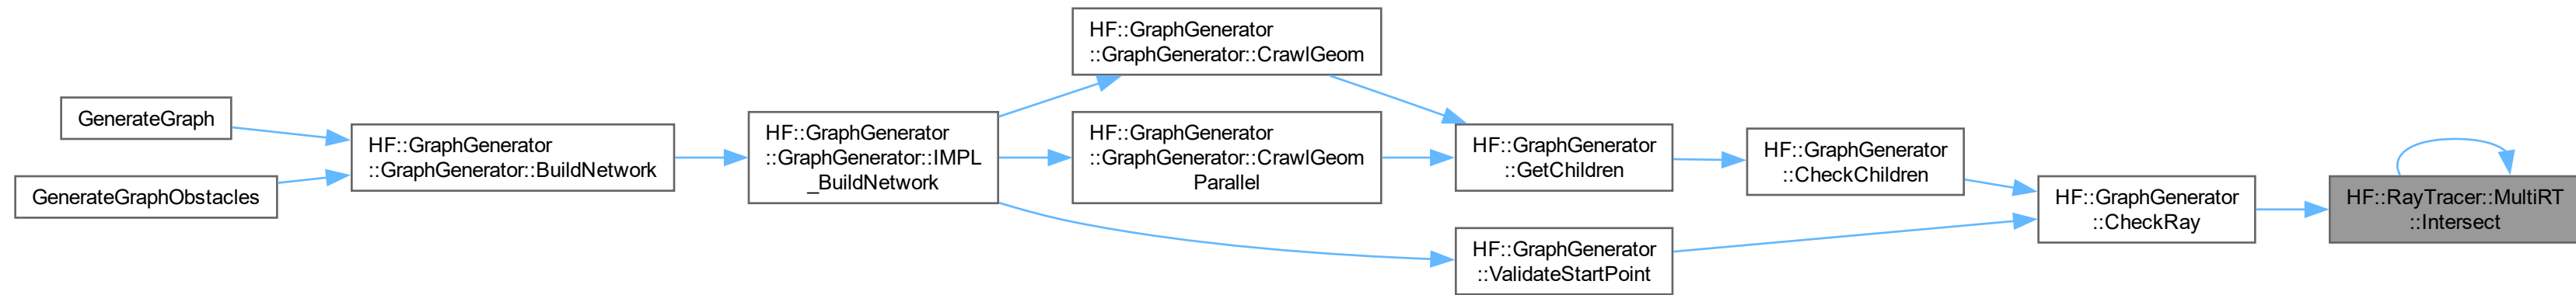 GenerateGraph
GenerateGraphObstacles
HF::GraphGenerator
::GraphGenerator::BuildNetwork
HF::GraphGenerator
::GraphGenerator::IMPL
_BuildNetwork
HF::GraphGenerator
::GraphGenerator::CrawlGeom
HF::GraphGenerator
::GraphGenerator::CrawlGeom
Parallel
HF::GraphGenerator
::GetChildren
HF::GraphGenerator
::ValidateStartPoint
HF::GraphGenerator
::CheckChildren
HF::GraphGenerator
::CheckRay
HF::RayTracer::MultiRT
::Intersect